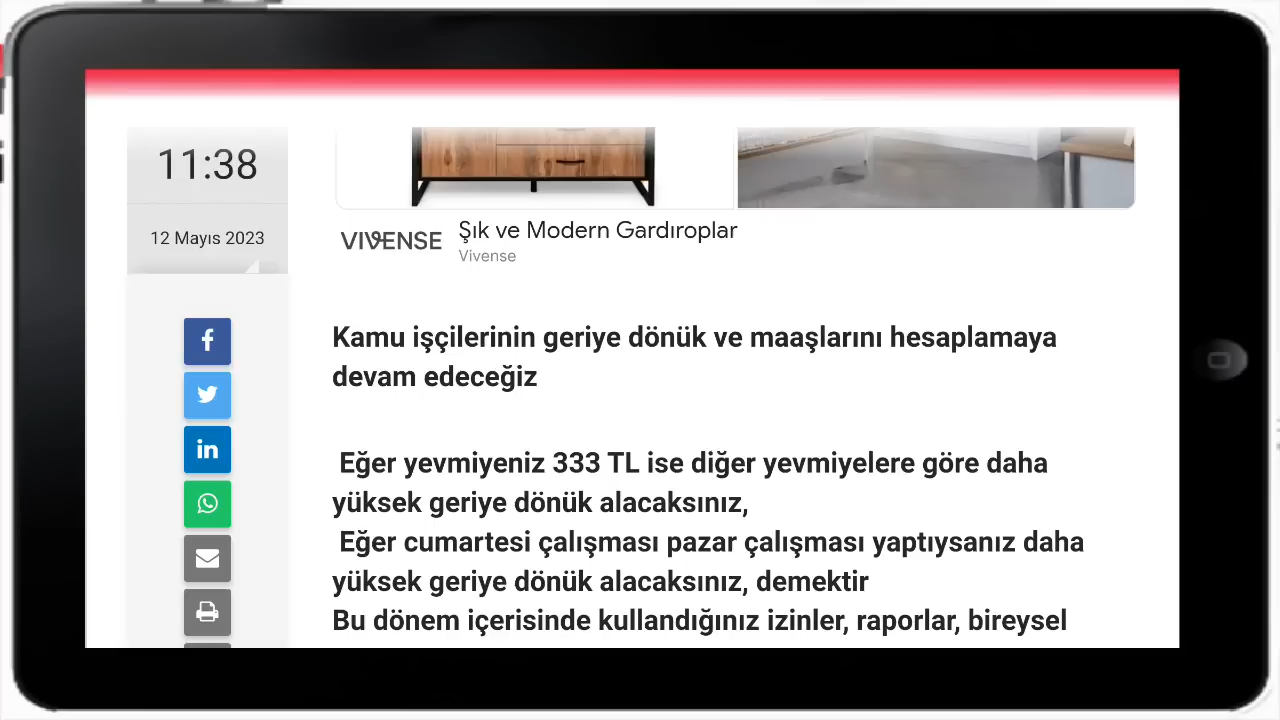 11:38
12 Mayıs 2023
VIVENSE
Şık ve Modern Gardıroplar
Vivense
Kamu işçilerinin geriye dönük ve maaşlarını hesaplamaya
devam edeceğiz
Eğer yevmiyeniz 333 TL ise diğer yevmiyelere göre daha
yüksek geriye dönük alacaksınız,
Eğer cumartesi çalışması pazar çalışması yaptıysanız daha
yüksek geriye dönük alacaksınız, demektir
Bu dönem içerisinde kullandığınız izinler, raporlar, bireysel